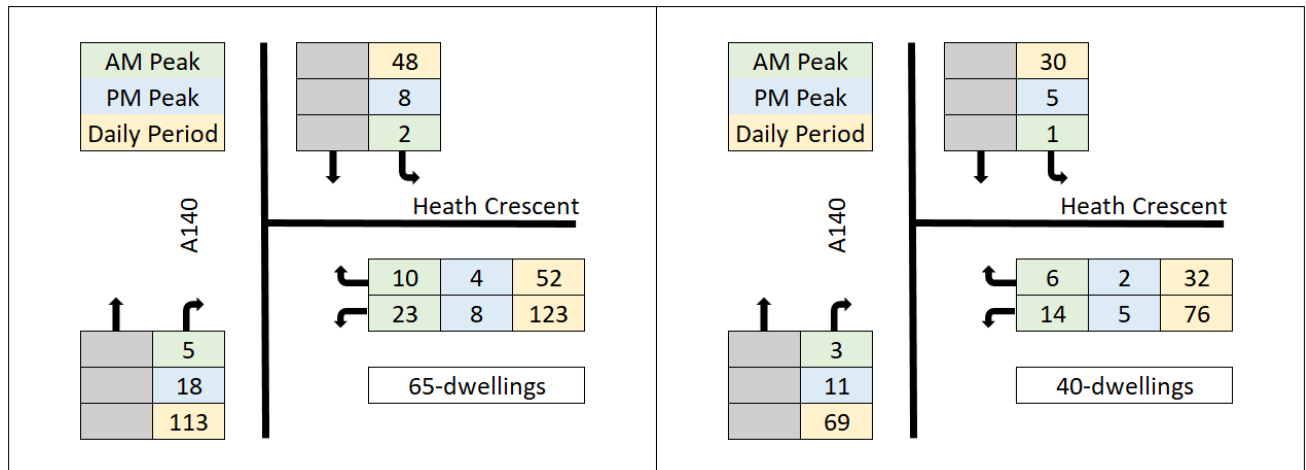 AM Peak
PM Peak
Daily Period
48
8
2
A140
Heath Crescent
10 4 52
23 8 123
5
18
113
65-dwellings
AM Peak
PM Peak
Daily Period
30
5
1
A140
Heath Crescent
6 2 32
14 5 76
3
11
69
40-dwellings